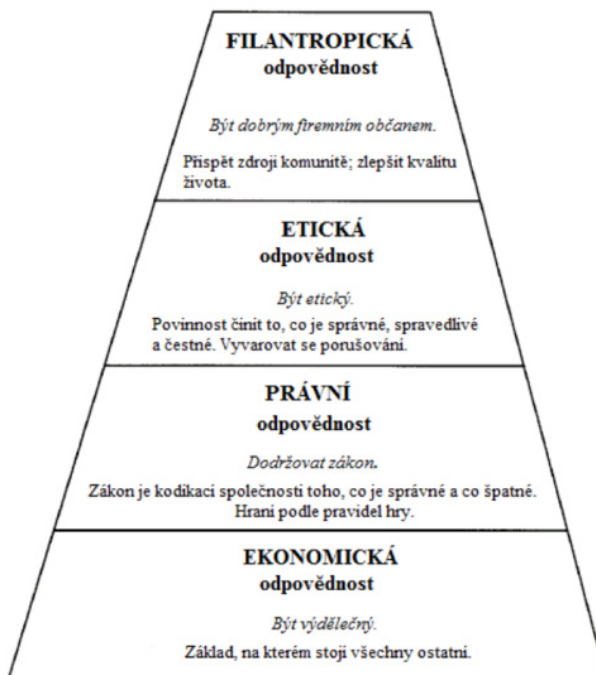 FILANTROPICKÁ
odpovědnost
Být dobrým firemním občanem.
Přispět zdroji komunitě; zlepšit kvalitu
života.
ETICKÁ
odpovědnost
Být etický.
Povinnost činit to, co je správné, spravedlivé
a čestné. Vyvarovat se porušování.
PRÁVNÍ
odpovědnost
Dodržovat zákon.
Zákon je kodikací společnosti toho, co je správné a co špatné.
Hraní podle pravidel hry.
EKONOMICKÁ
odpovědnost
Být výdělečný.
Základ, na kterém stojí všechny ostatní.